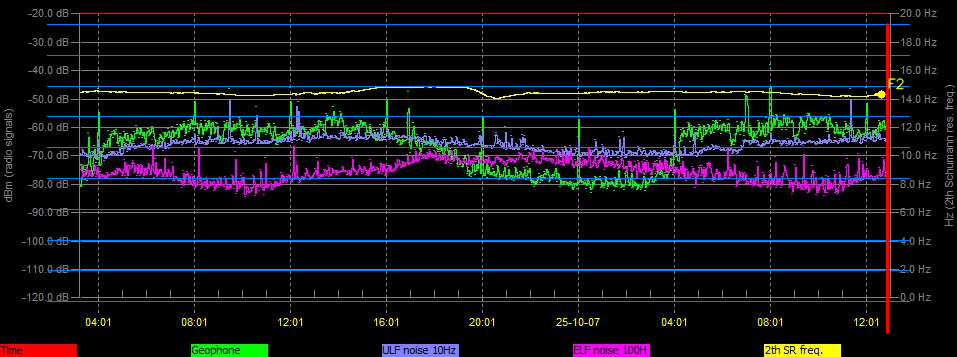 -20.0 dB 20.0 Hz
-30.0 dB 18.0 Hz
-40.0 dB 16.0 Hz
F2
-50.0 dB 14.0 Hz
-60.0 dB 12.0 Hz
-70.0 dB 10.0 Hz
-80.0 dB 8.0 Hz
-90.0 dB 6.0 Hz
-100.0 dB 4.0 Hz
-110.0 dB 2.0 Hz
-120.0 dB 0.0 Hz
dBm (radio signals)
Hz (2th Schumann res. freq.)
04:01 08:01 12:01 16:01 20:01 25-10-07 04:01 08:01 12:01
Time Geophone ULF noise 10Hz ELF noise 100H 2th SR freq.